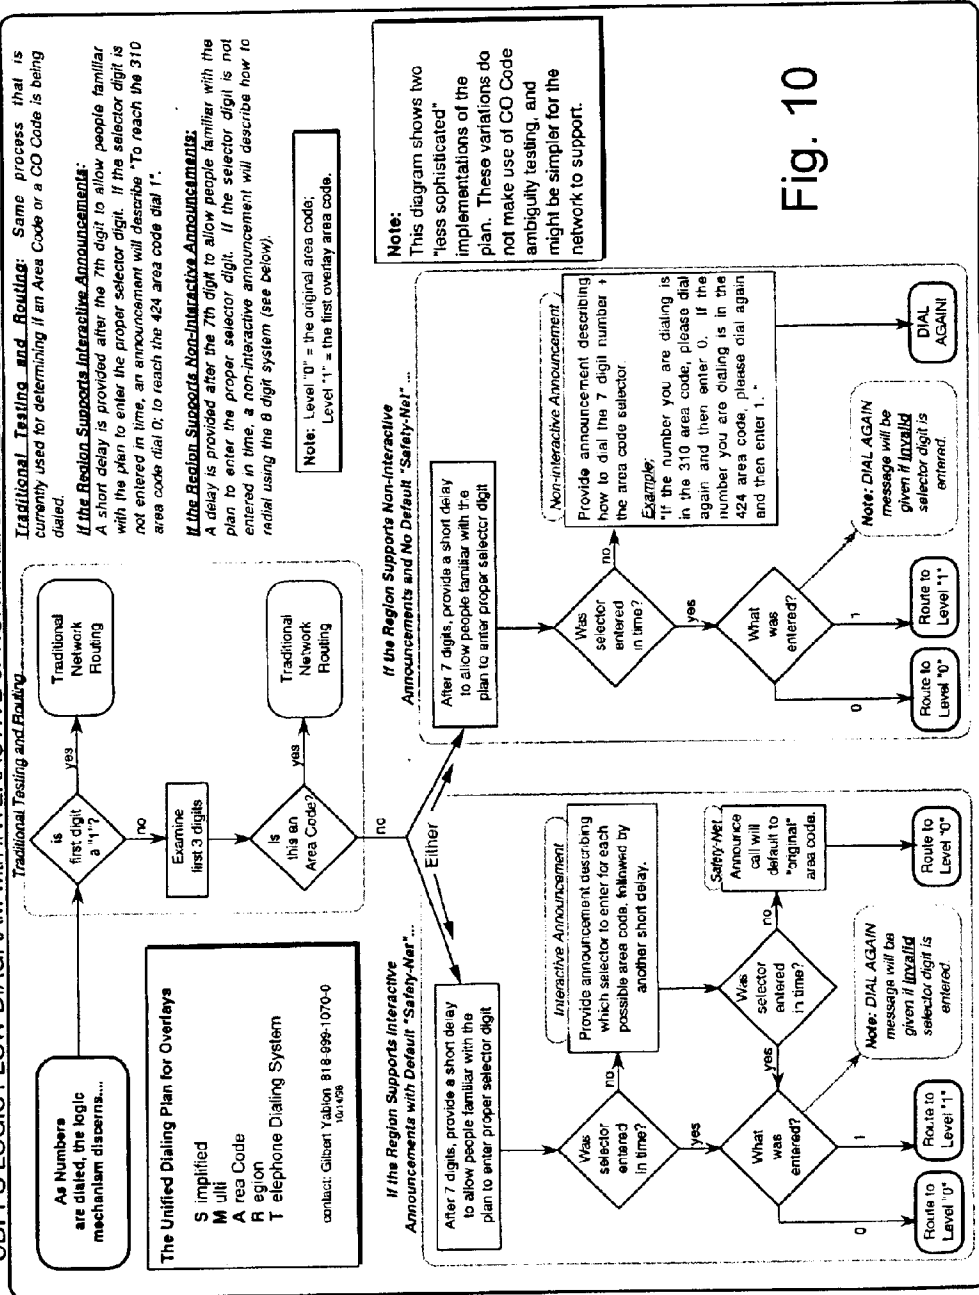 Traditional Testing and Routing
As Numbers
are dialed, the logic
mechanism discerns....
is
first digit
a "1"?
yes
Traditional
Network
Routing
no
Examine
first 3 digits
Is
this an
Area Code?
yes
Traditional
Network
Routing
no
Either
The Unified Dialing Plan for Overlays
S implified
M ulti
A rea Code
R egion
T elephone Dialing System
contact: Gilbert Yablon 818-999-1070-0
10/14/98
Traditional Testing and Routing: Same process that is
currently used for determining if an Area Code or a CO Code is being
dialed.
If the Region Supports Interactive Announcements:
A short delay is provided after the 7th digit to allow people familiar
with the plan to enter the proper selector digit. If the selector digit is
not entered in time, an announcement will describe "To reach the 310
area code dial 0; to reach the 424 area code dial 1".
If the Region Supports Non-Interactive Announcements:
A delay is provided after the 7th digit to allow people familiar with the
plan to enter the proper selector digit. If the selector digit is not
entered in time, a non-interactive announcement will describe how to
redial using the 8 digit system (see below).
Note: Level "0" = the original area code;
Level "1" = the first overlay area code.
If the Region Supports Interactive
Announcements with Default "Safety-Net"...
After 7 digits, provide a short delay
to allow people familiar with the
plan to enter proper selector digit
Was
selector
entered
in time?
no
Interactive Announcement
Provide announcement describing
which selector to enter for each
possible area code, followed by
another short delay.
yes
Was
selector
entered
in time?
no
Safety-Net
Announce
call will
default to
"original"
area code.
Route to
Level "0"
yes
What
was
entered?
0
Route to
Level "0"
1
Route to
Level "1"
Note: DIAL AGAIN
message will be
given if Invalid
selector digit is
entered.
If the Region Supports Non-Interactive
Announcements and No Default "Safety-Net" ...
After 7 digits, provide a short delay
to allow people familiar with the
plan to enter proper selector digit
Was
selector
entered
in time?
no
Non-Interactive Announcement
Provide announcement describing
how to dial the 7 digit number +
the area code selector.
Example:
"If the number you are dialing is
in the 310 area code, please dial
again and then enter 0. If the
number you are dialing is in the
424 area code, please dial again
and then enter 1."
DIAL
AGAIN!
yes
What
was
entered?
0
Route to
Level "0"
1
Route to
Level "1"
Note: DIAL AGAIN
message will be
given if Invalid
selector digit is
entered.
Note:
This diagram shows two
"less sophisticated"
implementations of the
plan. These variations do
not make use of CO Code
ambiguity testing, and
might be simpler for the
network to support.
Fig. 10